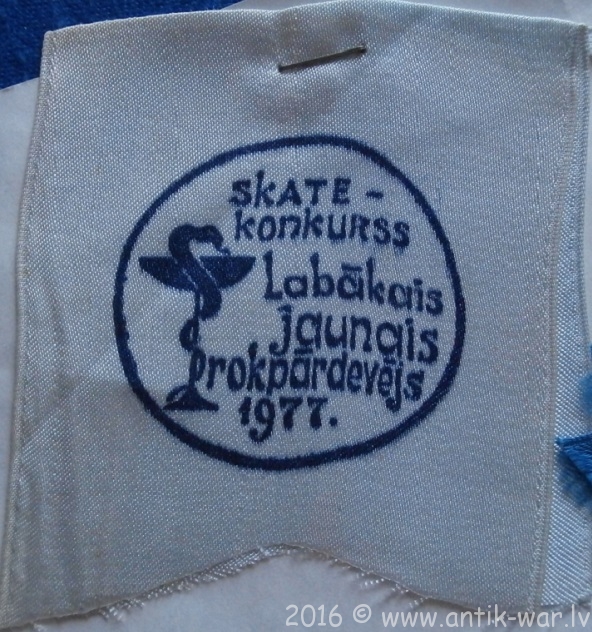 SKATE -
konkurss
Labākais
jaunais
prokpārdevējs
1977.
2016 © www.antik-war.lv